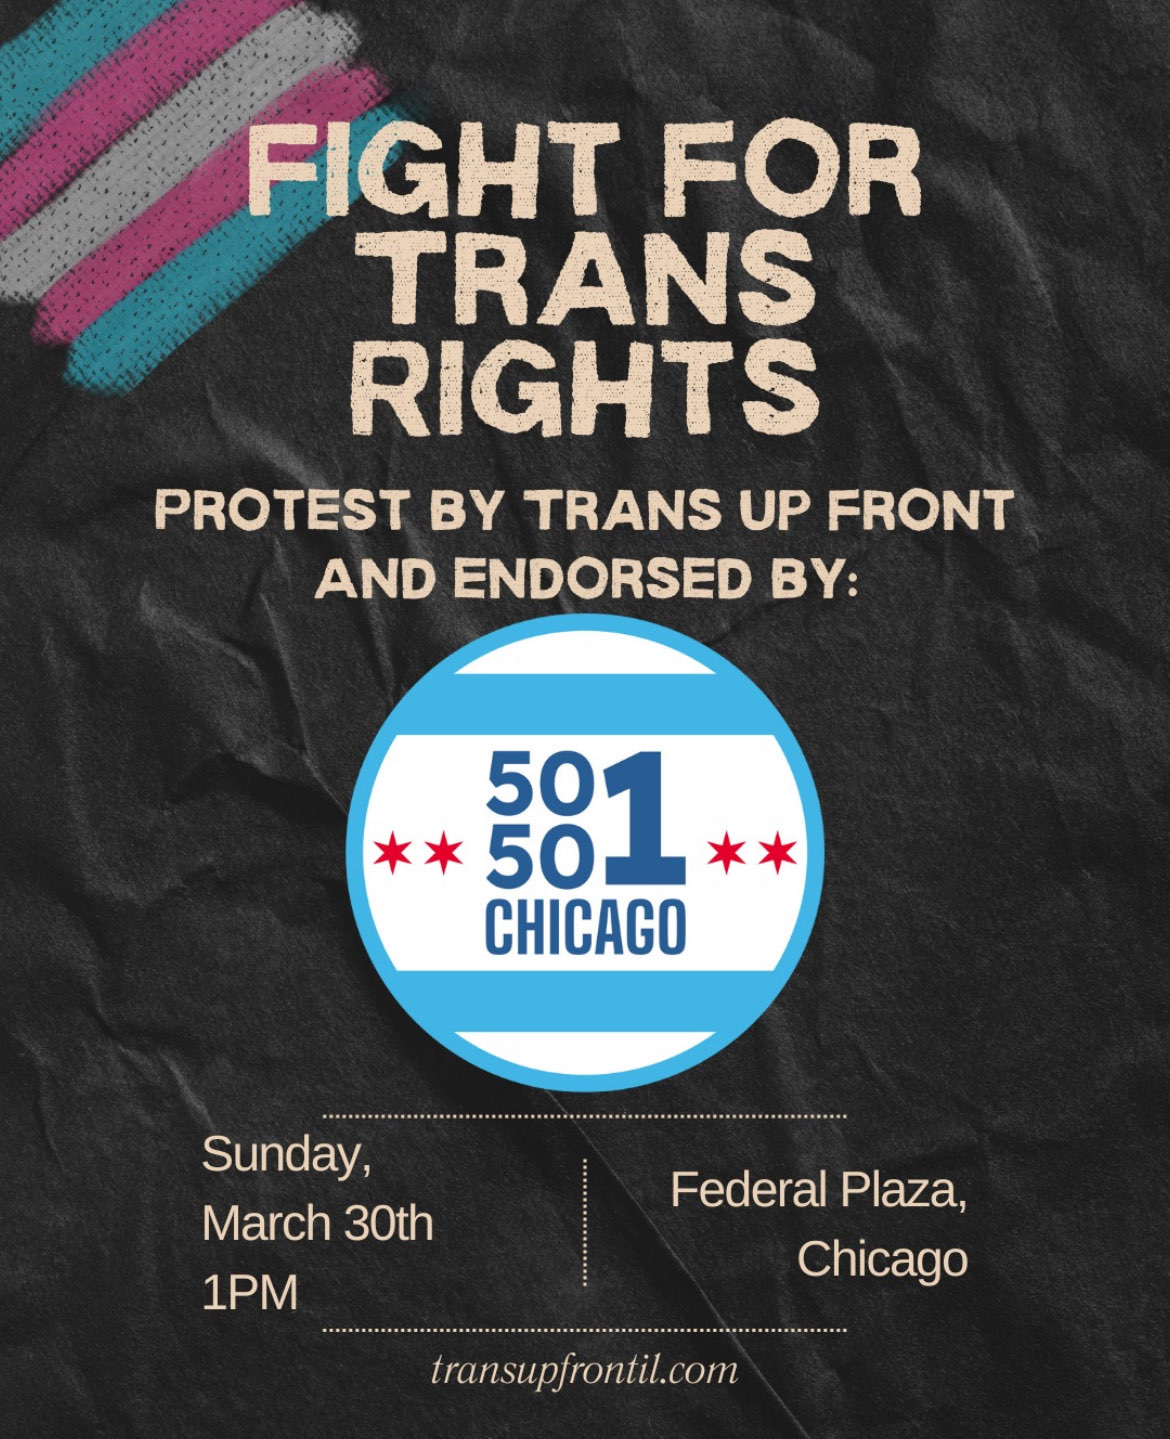 FIGHT FOR
TRANS
RIGHTS
PROTEST BY TRANS UP FRONT
AND ENDORSED BY:
50
50
1
CHICAGO
Sunday,
March 30th
1PM
Federal Plaza,
Chicago
transupfrontil.com